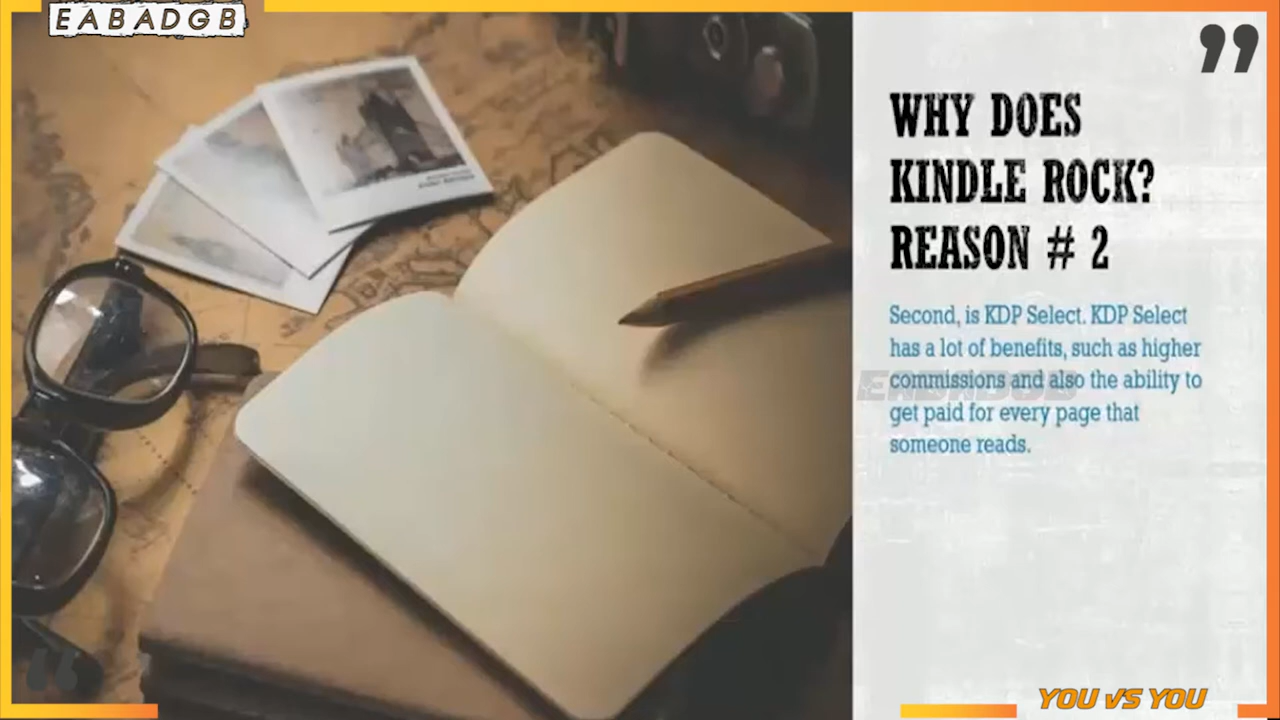 EABADGB
WHY DOES
KINDLE ROCK?
REASON # 2
Second, is KDP Select. KDP Select
has a lot of benefits, such as higher
commissions and also the ability to
get paid for every page that
someone reads.
EABADGB
YOU VS YOU